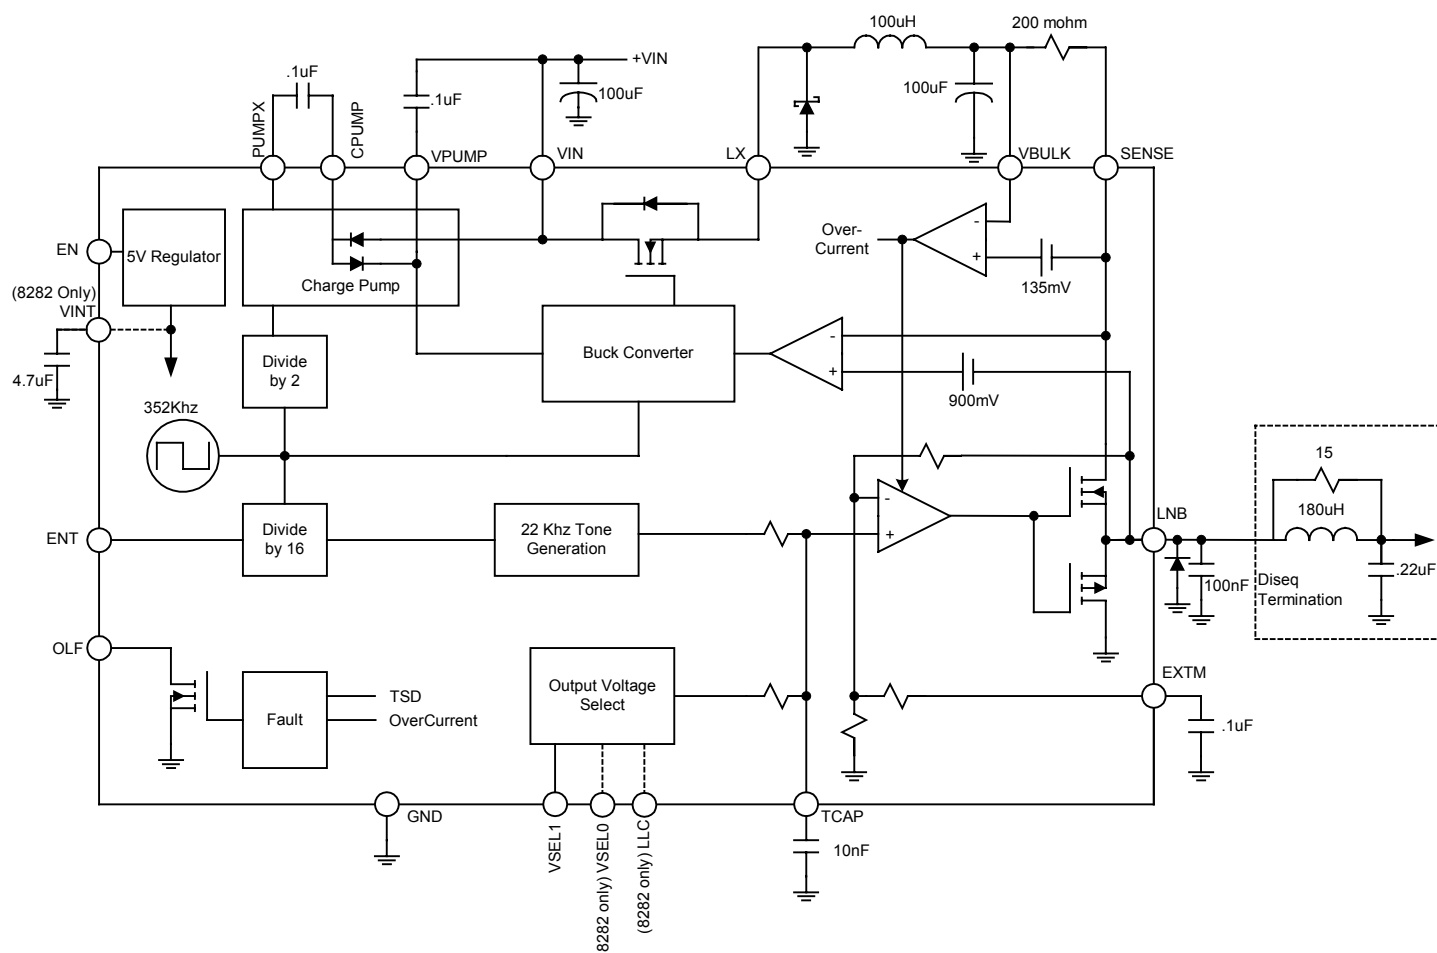 100uH
200 mohm
.1uF
+VIN
100uF
.1uF
100uF
PUMPX
CPUMP
VPUMP
VIN
LX
VBULK
SENSE
EN
5V Regulator
Over-
Current
-
+
135mV
Charge Pump
(8282 Only)
VINT
4.7uF
Divide
by 2
Buck Converter
-
+
900mV
352Khz
15
180uH
LNB
ENT
Divide
by 16
22 Khz Tone
Generation
-
+
100nF
Diseq
Termination
.22uF
OLF
Fault
TSD
OverCurrent
Output Voltage
Select
EXTM
.1uF
GND
VSEL1
8282 only) VSEL0
(8282 only) LLC
TCAP
10nF